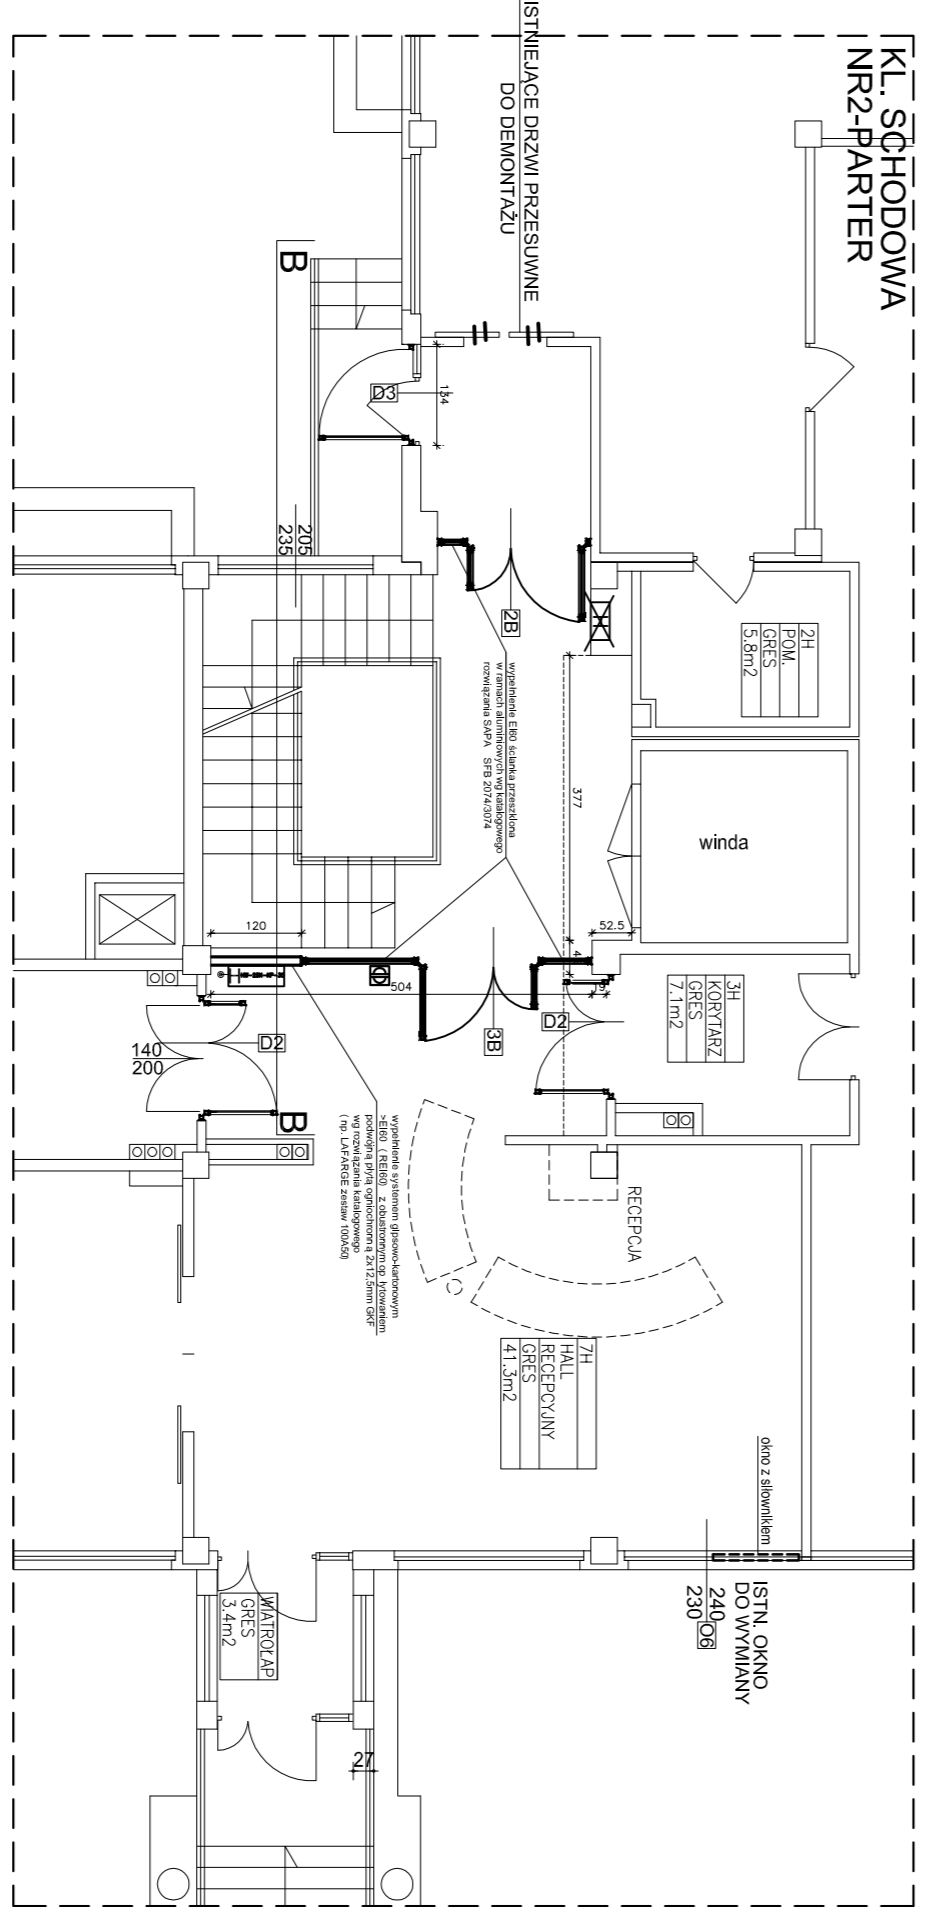 KL. SCHODOWA
NR2-PARTER
ISTNIEJĄCE DRZWI PRZESUWNE
DO DEMONTAŻU
B
D3
134
205
235
2B
2H
POM.
GRES
5.8m2
wypełnienie EI60 ścianka przeszklona
w ramach aluminiowych wg katalogowego
rozwiązania SAPA SFB 2074/3074
377
winda
120
52.5
4
504
9
3H
KORYTARZ
GRES
7.1m2
3B
D2
D2
140
200
B
wypełnienie systemem gipsowo-kartonowym
>EI60 (REI60) z obustronnym op łytowaniem
podwójną płytą ogniochronną 2x12,5mm GKF
wg rozwiązania katalogowego
( np. LAFARGE zestaw 100A50)
RECEPCJA
7H
HALL
RECEPCYJNY
GRES
41.3m2
okno z siłownikiem
ISTN. OKNO
DO WYMIANY
240
230
O6
WIATROŁAP
GRES
3.4m2
27